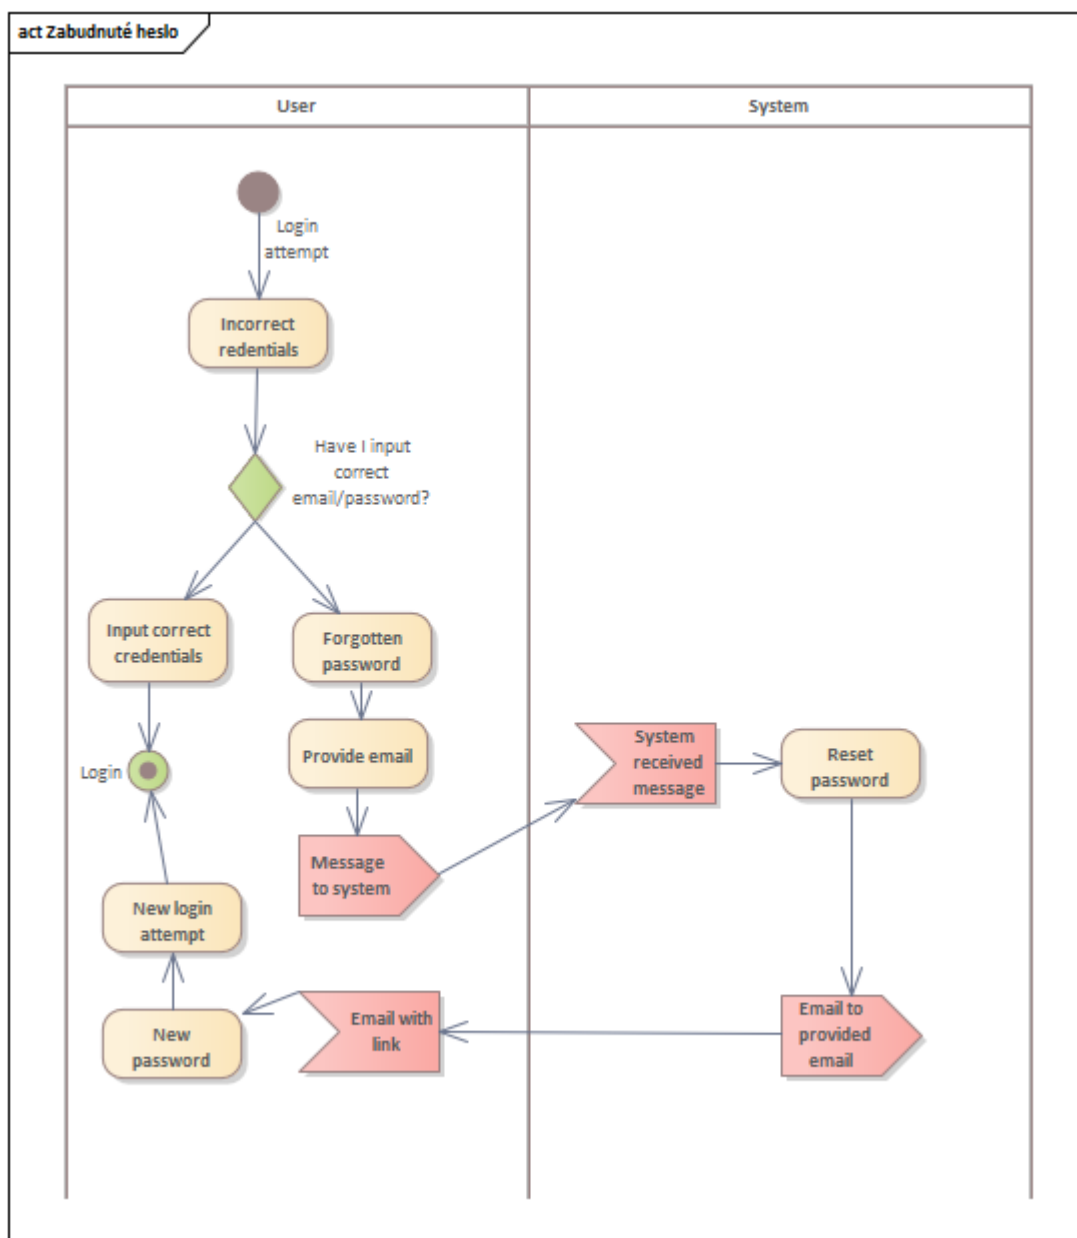 act Zabudnuté heslo
User
System
Login
attempt
Incorrect
redentials
Have I input
correct
email/password?
Input correct
credentials
Forgotten
password
Provide email
System
received
message
Reset
password
Login
Message
to system
New login
attempt
New
password
Email with
link
Email to
provided
email